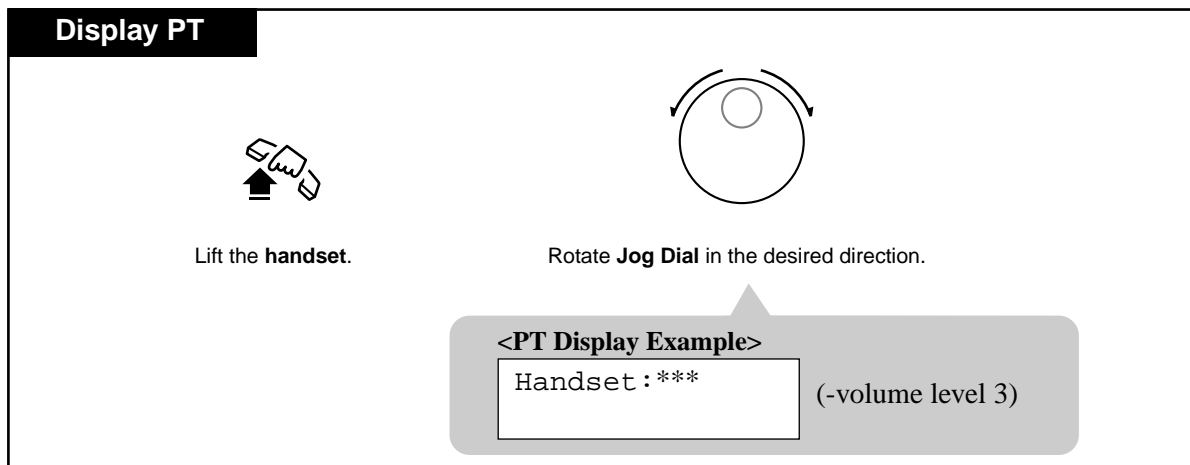 Display PT
Lift the handset.
Rotate Jog Dial in the desired direction.
<PT Display Example>
Handset:***
(-volume level 3)